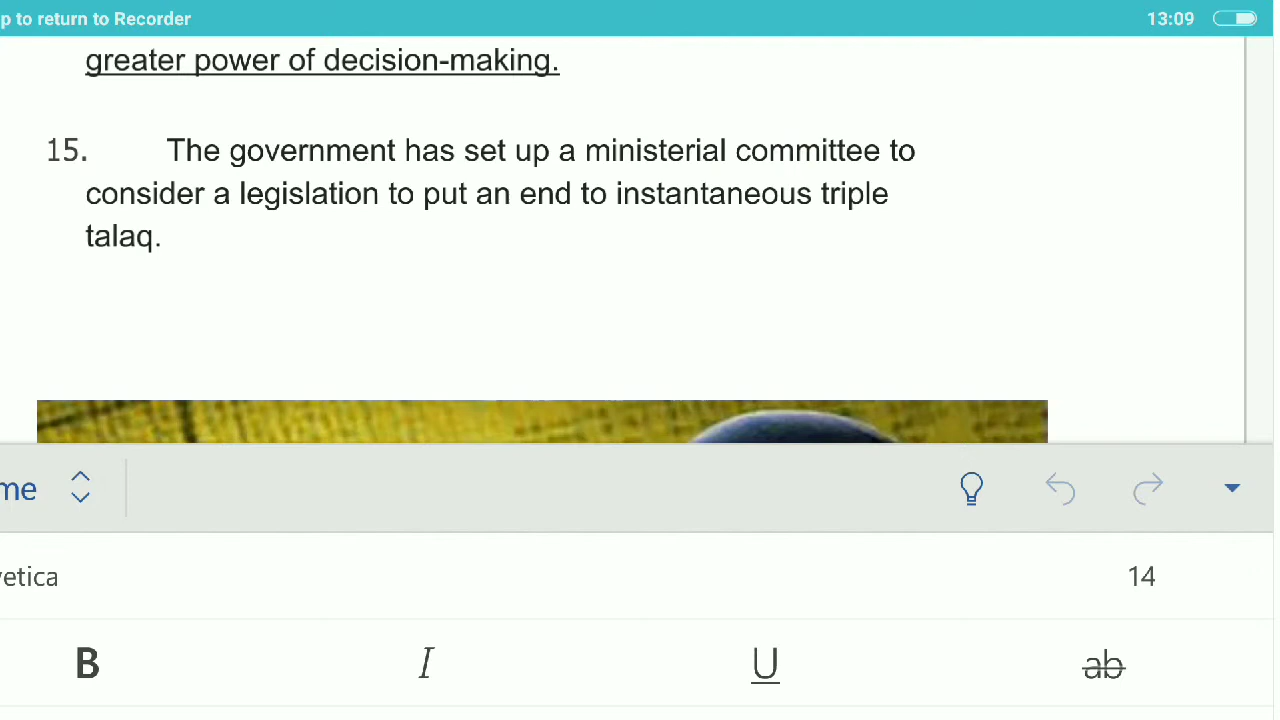 p to return to Recorder
13:09
greater power of decision-making.
15. The government has set up a ministerial committee to
consider a legislation to put an end to instantaneous triple
talaq.
me
etica
14
B I U ab